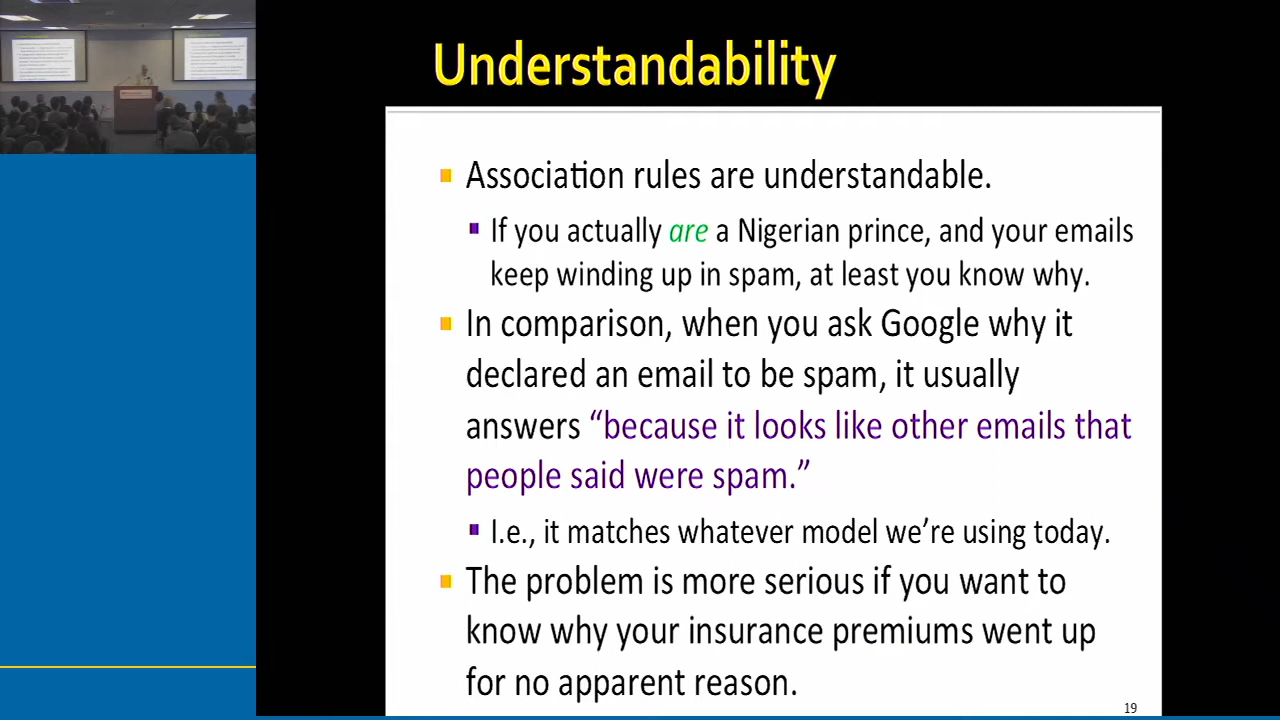 Understandability
Association rules are understandable.
If you actually are a Nigerian prince, and your emails
keep winding up in spam, at least you know why.
In comparison, when you ask Google why it
declared an email to be spam, it usually
answers “because it looks like other emails that
people said were spam.”
I.e., it matches whatever model we’re using today.
The problem is more serious if you want to
know why your insurance premiums went up
for no apparent reason.
19